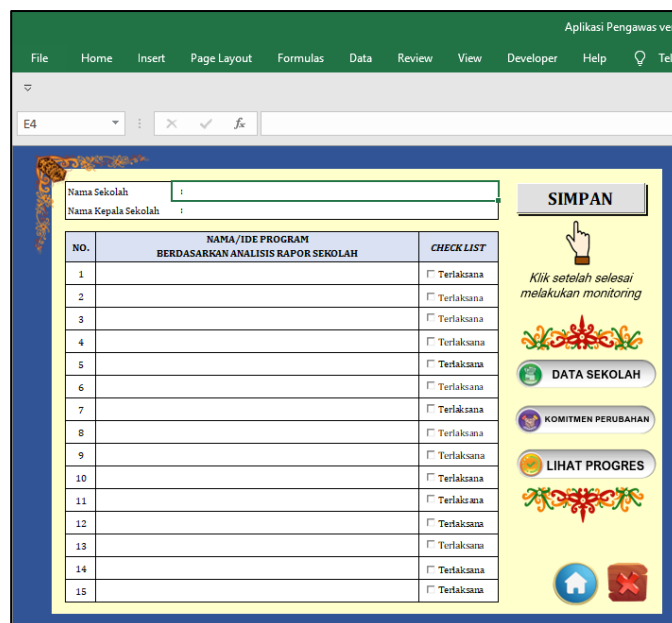 Aplikasi Pengawas
File Home Insert Page Layout Formulas Data Review View Developer Help
E4 fx
Nama Sekolah :
Nama Kepala Sekolah :
SIMPAN
Klik setelah selesai
melakukan monitoring
NO. NAMA/IDE PROGRAM
BERDASARKAN ANALISIS RAPOR SEKOLAH CHECK LIST
1 Terlaksana
2 Terlaksana
3 Terlaksana
4 Terlaksana
5 Terlaksana
6 Terlaksana
7 Terlaksana
8 Terlaksana
9 Terlaksana
10 Terlaksana
11 Terlaksana
12 Terlaksana
13 Terlaksana
14 Terlaksana
15 Terlaksana
DATA SEKOLAH
KOMITMEN PERUBAHAN
LIHAT PROGRES